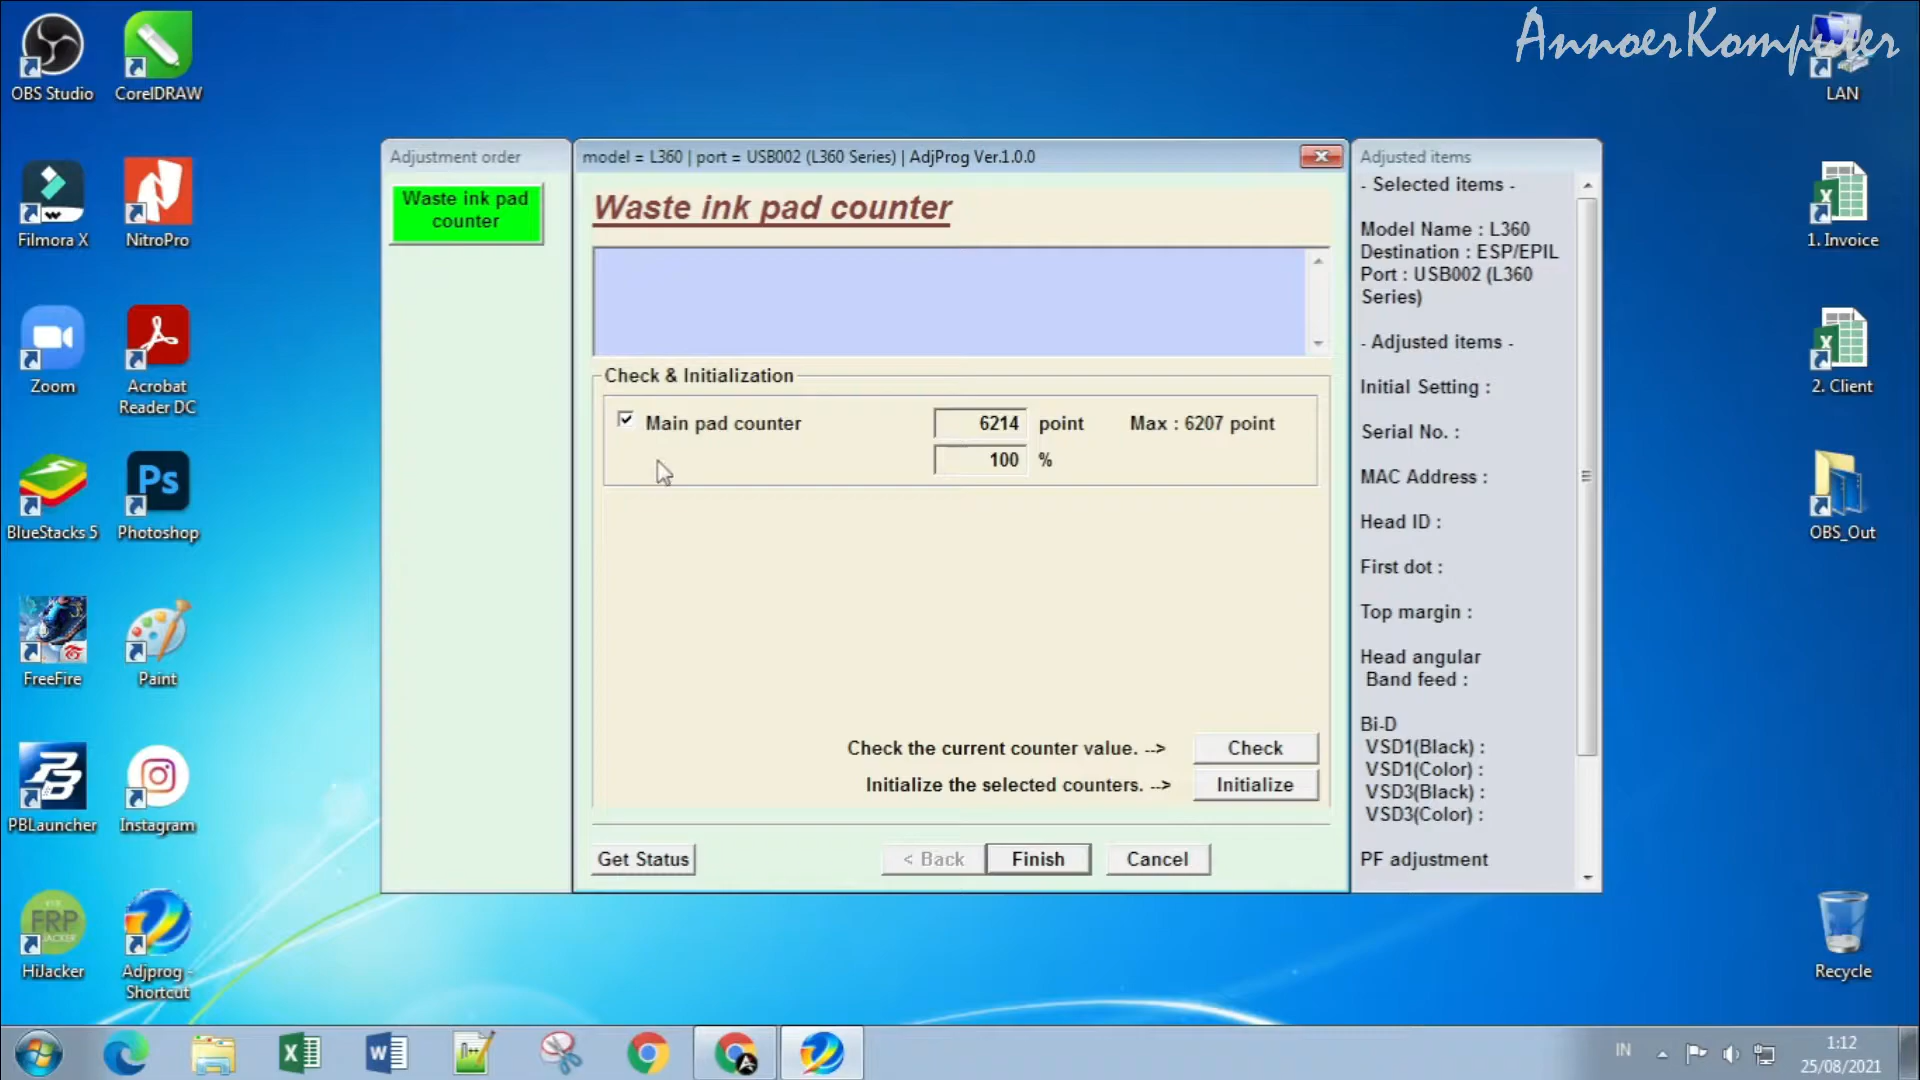 AnnoerKomputer
OBS Studio
CorelDRAW
LAN
Filmora X
NitroPro
1. Invoice
Zoom
Acrobat
Reader DC
2. Client
BlueStacks 5
Photoshop
OBS_Out
FreeFire
Paint
PBLauncher
Instagram
HiJacker
Adjprog -
Shortcut
Recycle
Adjustment order
Waste ink pad
counter
model = L360 | port = USB002 (L360 Series) | AdjProg Ver.1.0.0
Waste ink pad counter
Check & Initialization
Main pad counter
6214 point
Max : 6207 point
100 %
Check the current counter value. -->
Check
Initialize the selected counters. -->
Initialize
Get Status
< Back
Finish
Cancel
Adjusted items
- Selected items -
Model Name : L360
Destination : ESP/EPIL
Port : USB002 (L360
Series)
- Adjusted items -
Initial Setting :
Serial No. :
MAC Address :
Head ID :
First dot :
Top margin :
Head angular
Band feed :
Bi-D
VSD1(Black) :
VSD1(Color) :
VSD3(Black) :
VSD3(Color) :
PF adjustment
IN
1:12
25/08/2021